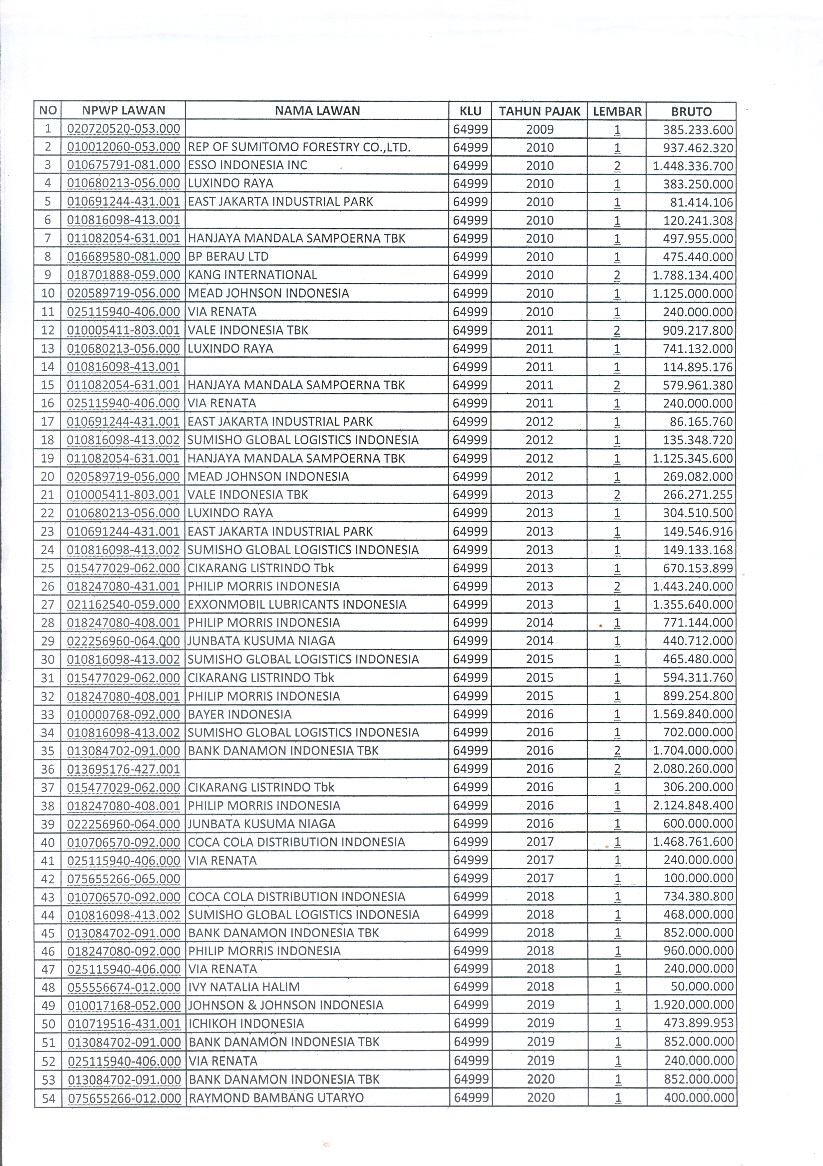 NO NPWP LAWAN NAMA LAWAN KLU TAHUN PAJAK LEMBAR BRUTO
1 020720520-053.000 64999 2009 1 385.233.600
2 010012060-053.000 REP OF SUMITOMO FORESTRY CO.,LTD. 64999 2010 1 937.462.320
3 010675791-081.000 ESSO INDONESIA INC 64999 2010 2 1.448.336.700
4 010680213-056.000 LUXINDO RAYA 64999 2010 1 383.250.000
5 010691244-431.001 EAST JAKARTA INDUSTRIAL PARK 64999 2010 1 81.414.106
6 010816098-413.001 64999 2010 1 120.241.308
7 011082054-631.001 HANJAYA MANDALA SAMPOERNA TBK 64999 2010 1 497.955.000
8 016689580-081.000 BP BERAU LTD 64999 2010 1 475.440.000
9 018701888-059.000 KANG INTERNATIONAL 64999 2010 2 1.788.134.400
10 020589719-056.000 MEAD JOHNSON INDONESIA 64999 2010 1 1.125.000.000
11 025115940-406.000 VIA RENATA 64999 2010 1 240.000.000
12 010005411-803.001 VALE INDONESIA TBK 64999 2011 2 909.217.800
13 010680213-056.000 LUXINDO RAYA 64999 2011 1 741.132.000
14 010816098-413.001 64999 2011 1 114.895.176
15 011082054-631.001 HANJAYA MANDALA SAMPOERNA TBK 64999 2011 2 579.961.380
16 025115940-406.000 VIA RENATA 64999 2011 1 240.000.000
17 010691244-431.001 EAST JAKARTA INDUSTRIAL PARK 64999 2012 1 86.165.760
18 010816098-413.002 SUMISHO GLOBAL LOGISTICS INDONESIA 64999 2012 1 135.348.720
19 011082054-631.001 HANJAYA MANDALA SAMPOERNA TBK 64999 2012 1 1.125.345.600
20 020589719-056.000 MEAD JOHNSON INDONESIA 64999 2012 1 269.082.000
21 010005411-803.001 VALE INDONESIA TBK 64999 2013 2 266.271.255
22 010680213-056.000 LUXINDO RAYA 64999 2013 1 304.510.500
23 010691244-431.001 EAST JAKARTA INDUSTRIAL PARK 64999 2013 1 149.546.916
24 010816098-413.002 SUMISHO GLOBAL LOGISTICS INDONESIA 64999 2013 1 149.133.168
25 015477029-062.000 CIKARANG LISTRINDO Tbk 64999 2013 1 670.153.899
26 018247080-431.001 PHILIP MORRIS INDONESIA 64999 2013 2 1.443.240.000
27 021162540-059.000 EXXONMOBIL LUBRICANTS INDONESIA 64999 2013 1 1.355.640.000
28 018247080-408.001 PHILIP MORRIS INDONESIA 64999 2014 1 771.144.000
29 022256960-064.000 JUNBATA KUSUMA NIAGA 64999 2014 1 440.712.000
30 010816098-413.002 SUMISHO GLOBAL LOGISTICS INDONESIA 64999 2015 1 465.480.000
31 015477029-062.000 CIKARANG LISTRINDO Tbk 64999 2015 1 594.311.760
32 018247080-408.001 PHILIP MORRIS INDONESIA 64999 2015 1 899.254.800
33 010000768-092.000 BAYER INDONESIA 64999 2016 1 1.569.840.000
34 010816098-413.002 SUMISHO GLOBAL LOGISTICS INDONESIA 64999 2016 1 702.000.000
35 013084702-091.000 BANK DANAMON INDONESIA TBK 64999 2016 2 1.704.000.000
36 013695176-427.001 64999 2016 2 2.080.260.000
37 015477029-062.000 CIKARANG LISTRINDO Tbk 64999 2016 1 306.200.000
38 018247080-408.001 PHILIP MORRIS INDONESIA 64999 2016 1 2.124.848.400
39 022256960-064.000 JUNBATA KUSUMA NIAGA 64999 2016 1 600.000.000
40 010706570-092.000 COCA COLA DISTRIBUTION INDONESIA 64999 2017 1 1.468.761.600
41 025115940-406.000 VIA RENATA 64999 2017 1 240.000.000
42 075655266-065.000 64999 2017 1 100.000.000
43 010706570-092.000 COCA COLA DISTRIBUTION INDONESIA 64999 2018 1 734.380.800
44 010816098-413.002 SUMISHO GLOBAL LOGISTICS INDONESIA 64999 2018 1 468.000.000
45 013084702-091.000 BANK DANAMON INDONESIA TBK 64999 2018 1 852.000.000
46 018247080-092.000 PHILIP MORRIS INDONESIA 64999 2018 1 960.000.000
47 025115940-406.000 VIA RENATA 64999 2018 1 240.000.000
48 055556674-012.000 IVY NATALIA HALIM 64999 2018 1 50.000.000
49 010017168-052.000 JOHNSON & JOHNSON INDONESIA 64999 2019 1 1.920.000.000
50 010719516-431.001 ICHIKOH INDONESIA 64999 2019 1 473.899.953
51 013084702-091.000 BANK DANAMON INDONESIA TBK 64999 2019 1 852.000.000
52 025115940-406.000 VIA RENATA 64999 2019 1 240.000.000
53 013084702-091.000 BANK DANAMON INDONESIA TBK 64999 2020 1 852.000.000
54 075655266-012.000 RAYMOND BAMBANG UTARYO 64999 2020 1 400.000.000